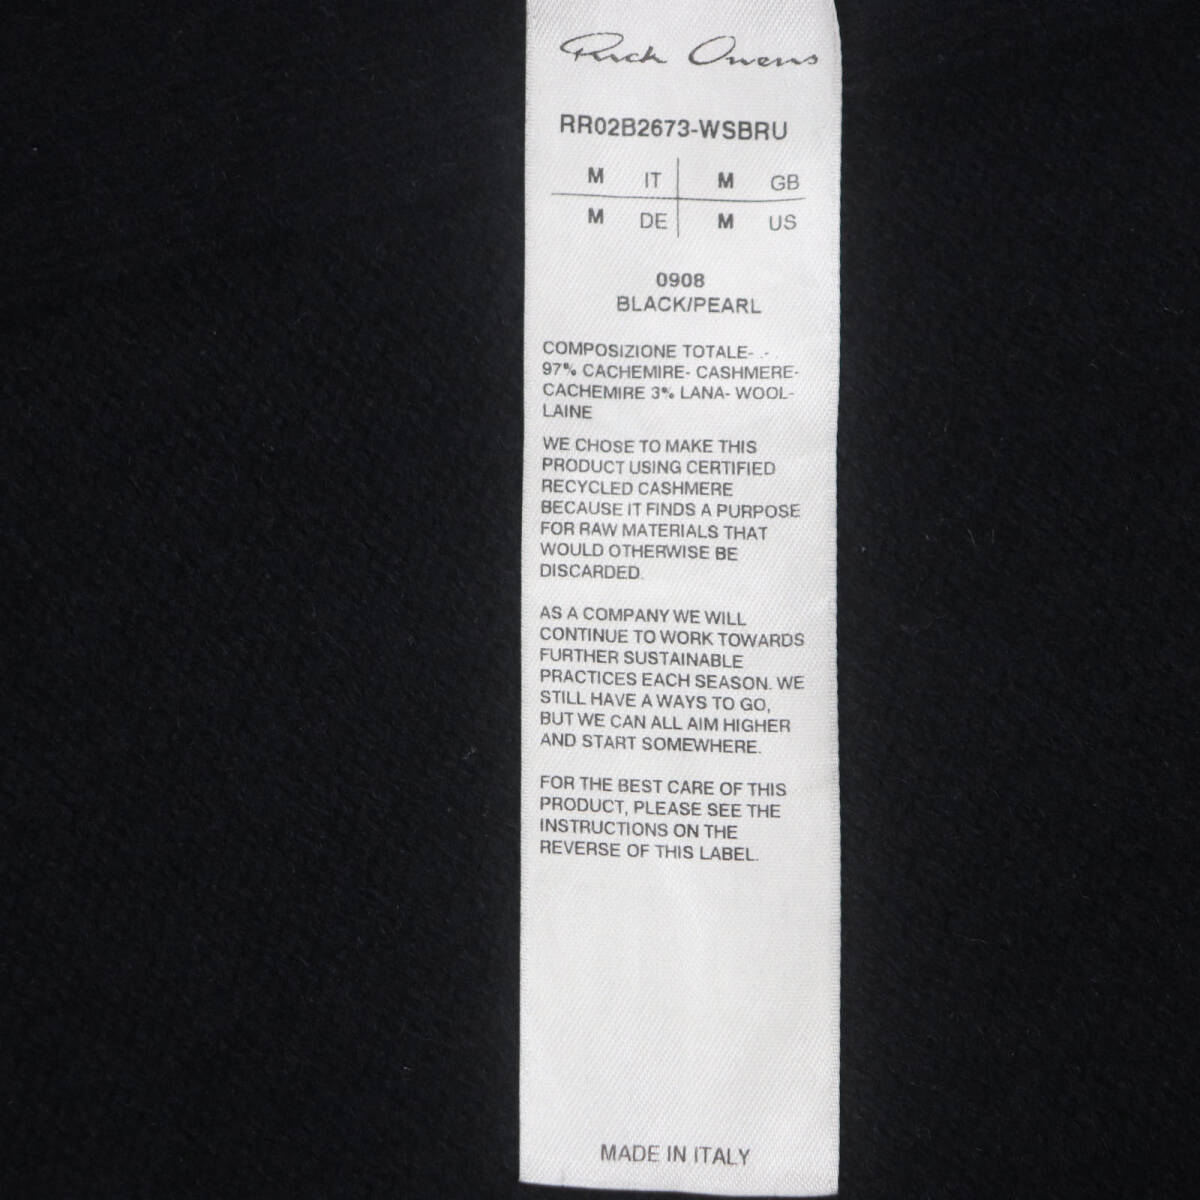 Rick Owens
RR02B2673-WSBRU
M IT M GB
M DE M US
0908
BLACK/PEARL
COMPOSIZIONE TOTALE- .-
97% CACHEMIRE- CASHMERE-
CACHEMIRE 3% LANA- WOOL-
LAINE
WE CHOSE TO MAKE THIS
PRODUCT USING CERTIFIED
RECYCLED CASHMERE
BECAUSE IT FINDS A PURPOSE
FOR RAW MATERIALS THAT
WOULD OTHERWISE BE
DISCARDED.
AS A COMPANY WE WILL
CONTINUE TO WORK TOWARDS
FURTHER SUSTAINABLE
PRACTICES EACH SEASON. WE
STILL HAVE A WAYS TO GO,
BUT WE CAN ALL AIM HIGHER
AND START SOMEWHERE.
FOR THE BEST CARE OF THIS
PRODUCT, PLEASE SEE THE
INSTRUCTIONS ON THE
REVERSE OF THIS LABEL.
MADE IN ITALY